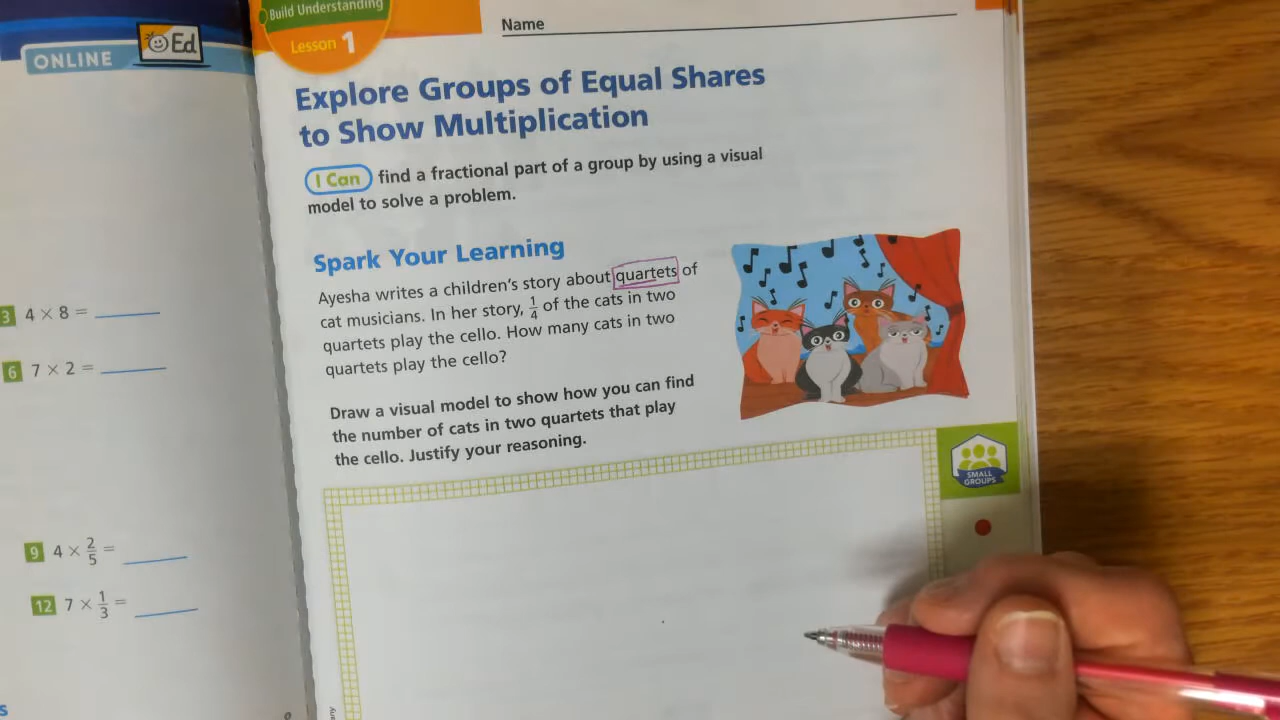 ONLINE
Ed
3 4 × 8 =
6 7 × 2 =
9 4 × 2/5 =
12 7 × 1/3 =
Build Understanding
Lesson 1
Name
Explore Groups of Equal Shares
to Show Multiplication
I Can find a fractional part of a group by using a visual
model to solve a problem.
Spark Your Learning
Ayesha writes a children's story about quartets of
cat musicians. In her story, 1/4 of the cats in two
quartets play the cello. How many cats in two
quartets play the cello?
Draw a visual model to show how you can find
the number of cats in two quartets that play
the cello. Justify your reasoning.
SMALL
GROUPS